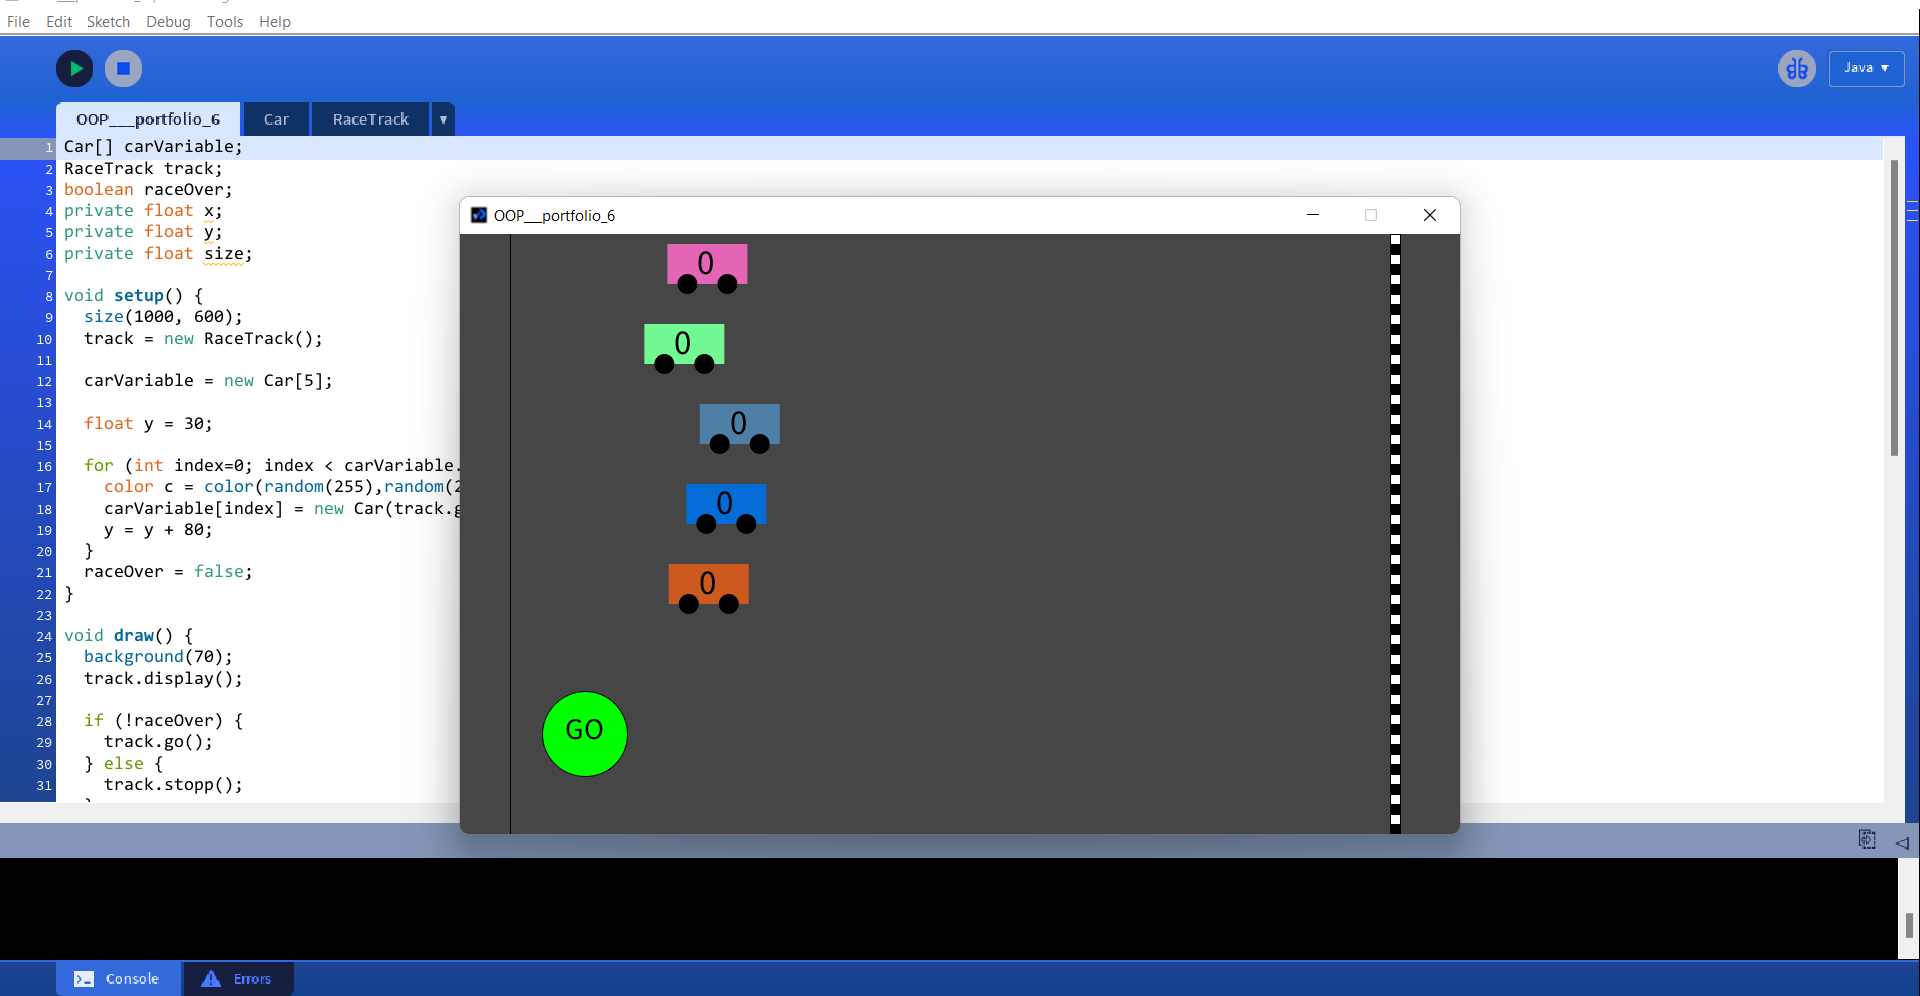 File Edit Sketch Debug Tools Help
Java ▼
OOP___portfolio_6 Car RaceTrack ▼
1 Car[] carVariable;
2 RaceTrack track;
3 boolean raceOver;
4 private float x;
5 private float y;
6 private float size;
7
8 void setup() {
9 size(1000, 600);
10 track = new RaceTrack();
11
12 carVariable = new Car[5];
13
14 float y = 30;
15
16 for (int index=0; index < carVariable.
17 color c = color(random(255),random(2
18 carVariable[index] = new Car(track.g
19 y = y + 80;
20 }
21 raceOver = false;
22 }
23
24 void draw() {
25 background(70);
26 track.display();
27
28 if (!raceOver) {
29 track.go();
30 } else {
31 track.stopp();
OOP___portfolio_6
0
0
0
0
0
GO
Console Errors